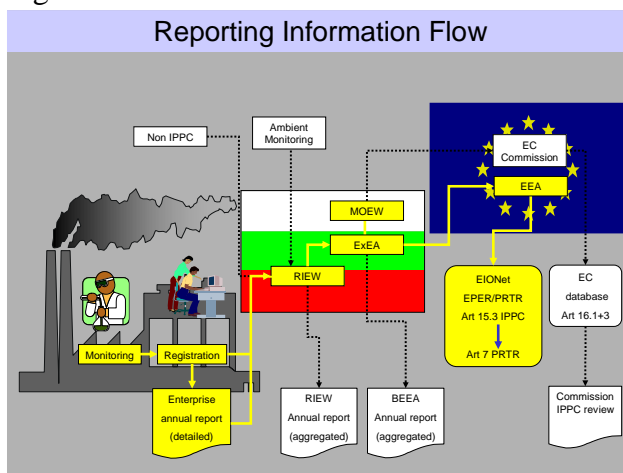 Reporting Information Flow
Non IPPC
Ambient
Monitoring
EC
Commission
EEA
MOEW
ExEA
RIEW
Monitoring
Registration
EIONet
EPER/PRTR
Art 15.3 IPPC
Art 7 PRTR
EC
database
Art 16.1+3
Enterprise
annual report
(detailed)
RIEW
Annual report
(aggregated)
BEEA
Annual report
(aggregated)
Commission
IPPC review